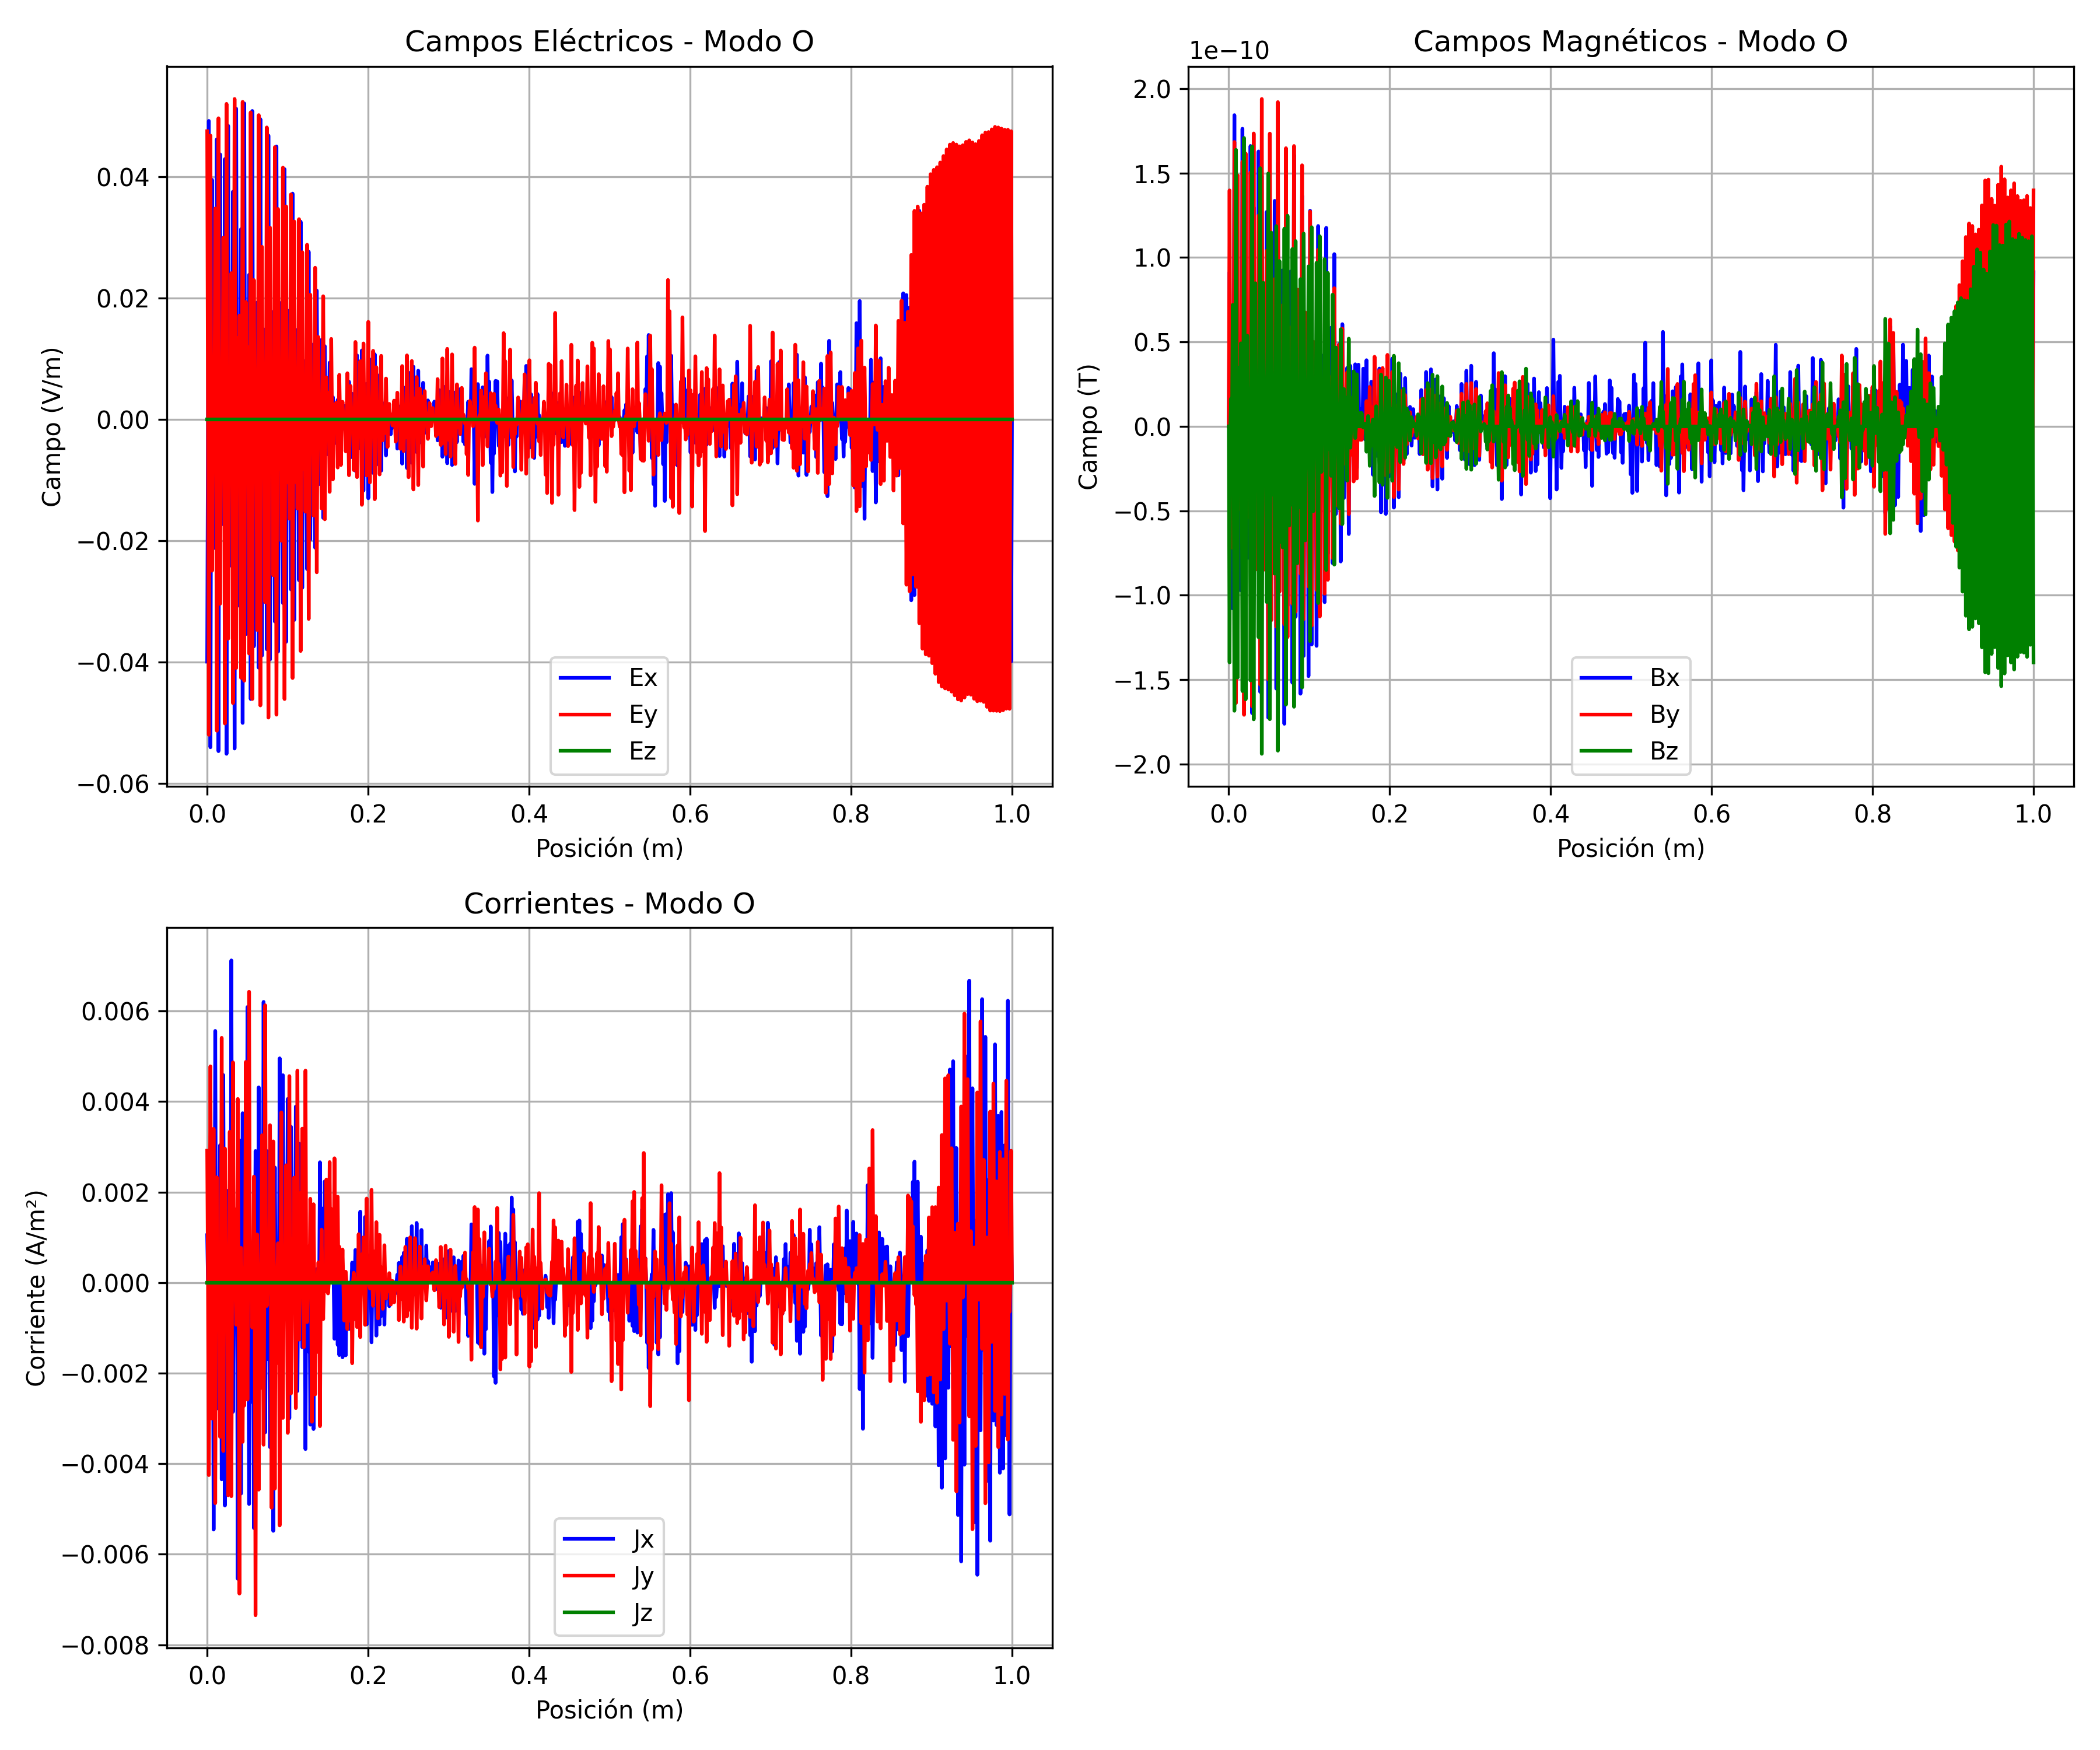 Campos Eléctricos - Modo O
Campo (V/m)
0.04
0.02
0.00
−0.02
−0.04
−0.06
0.0 0.2 0.4 0.6 0.8 1.0
Posición (m)
Ex
Ey
Ez
Campos Magnéticos - Modo O
1e−10
Campo (T)
2.0
1.5
1.0
0.5
0.0
−0.5
−1.0
−1.5
−2.0
0.0 0.2 0.4 0.6 0.8 1.0
Posición (m)
Bx
By
Bz
Corrientes - Modo O
Corriente (A/m²)
0.006
0.004
0.002
0.000
−0.002
−0.004
−0.006
−0.008
0.0 0.2 0.4 0.6 0.8 1.0
Posición (m)
Jx
Jy
Jz